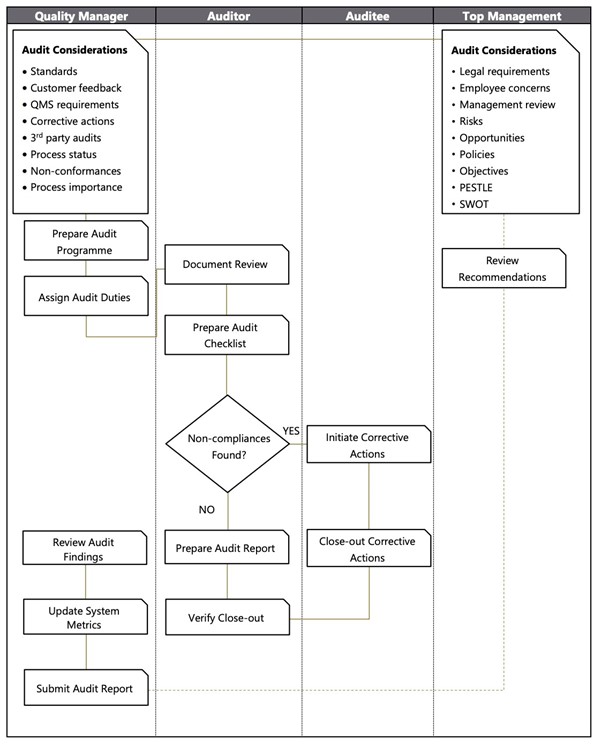 Quality Manager
Auditor
Auditee
Top Management
Audit Considerations
• Standards
• Customer feedback
• QMS requirements
• Corrective actions
• 3rd party audits
• Process status
• Non-conformances
• Process importance
Audit Considerations
• Legal requirements
• Employee concerns
• Management review
• Risks
• Opportunities
• Policies
• Objectives
• PESTLE
• SWOT
Prepare Audit
Programme
Assign Audit Duties
Document Review
Review
Recommendations
Prepare Audit
Checklist
Non-compliances
Found?
YES
Initiate Corrective
Actions
NO
Review Audit
Findings
Prepare Audit Report
Close-out Corrective
Actions
Update System
Metrics
Verify Close-out
Submit Audit Report